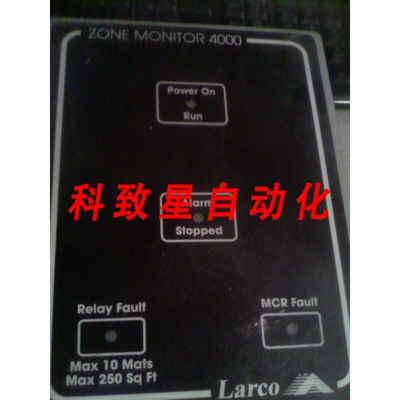 ZONE MONITOR 4000
Power On
Run
科致星自动化
Alarm
Stopped
Relay Fault
MCR Fault
Max 10 Mats
Max 250 Sq Ft
Larco